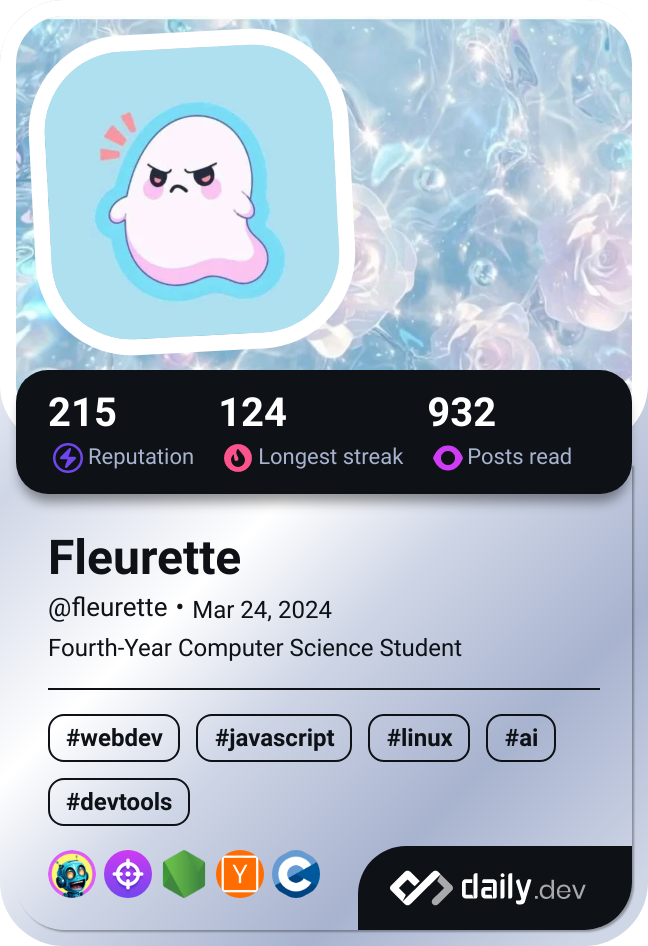 215 124 932
Reputation Longest streak Posts read
Fleurette
@fleurette • Mar 24, 2024
Fourth-Year Computer Science Student
#webdev #javascript #linux #ai
#devtools
Y C
daily.dev